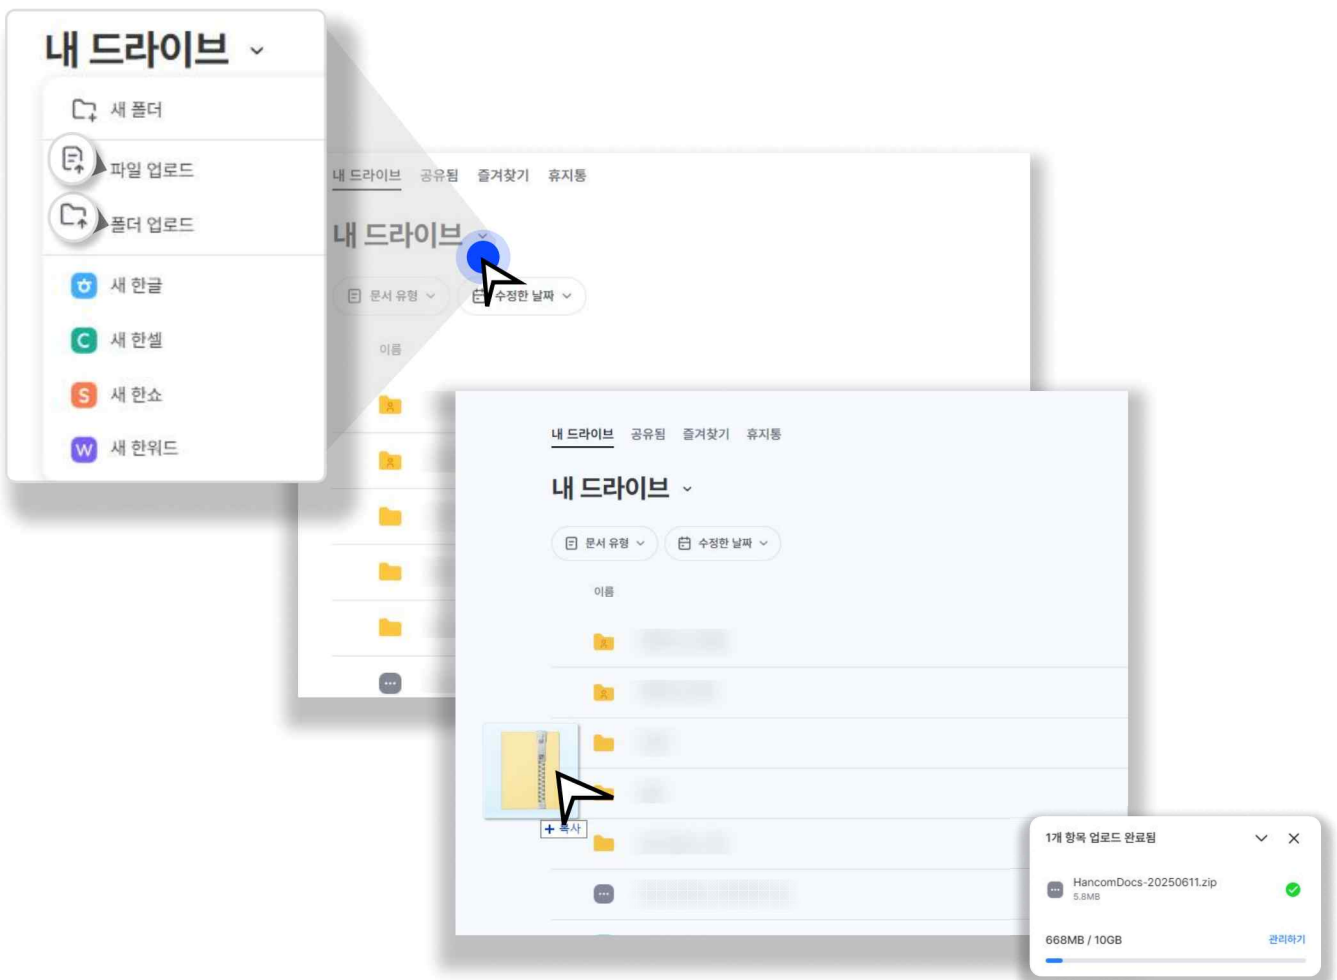 내 드라이브
새 폴더
파일 업로드
폴더 업로드
새 한글
C 새 한셀
S 새 한쇼
W 새 한워드
내 드라이브 공유됨 즐겨찾기 휴지통
내 드라이브
문서 유형 수정한 날짜
이름
내 드라이브 공유됨 즐겨찾기 휴지통
내 드라이브
문서 유형 수정한 날짜
이름
+ 복사
1개 항목 업로드 완료됨
HancomDocs-20250611.zip
5.8MB
668MB / 10GB 관리하기